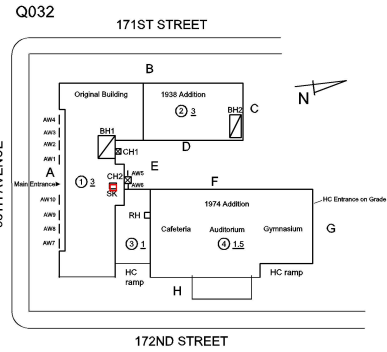 Q032
171ST STREET
B
Original Building
1938 Addition
2 3
BH2
C
N
AW4
AW3
AW2
AW1
BH1
CH1
D
A
E
Main Entrance
CH2
AW5
AW6
F
1 3
SK
HC Entrance on Grade
AW10
AW9
AW8
AW7
RH
1974 Addition
Cafeteria
Auditorium
Gymnasium
G
3 1
4 1.5
HC
ramp
HC ramp
H
172ND STREET
AVENUE